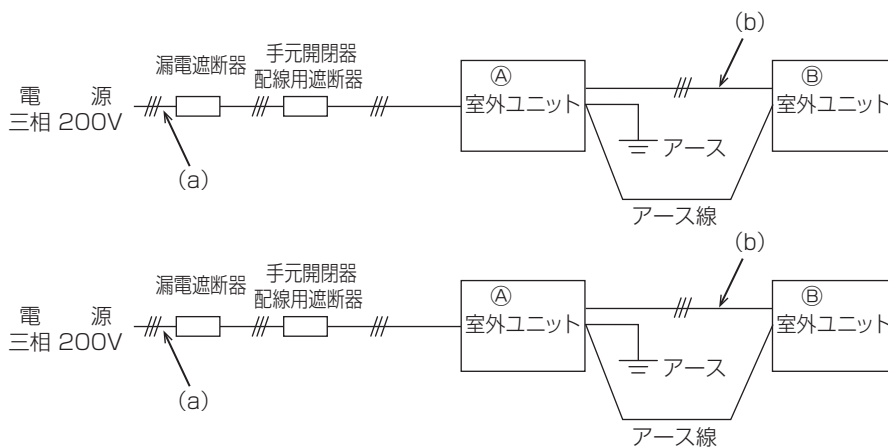 (b)
漏電遮断器
手元開閉器
配線用遮断器
電　　源
三相 200V
(a)
Ⓐ
室外ユニット
アース
アース線
Ⓑ
室外ユニット
(b)
漏電遮断器
手元開閉器
配線用遮断器
電　　源
三相 200V
(a)
Ⓐ
室外ユニット
アース
アース線
Ⓑ
室外ユニット